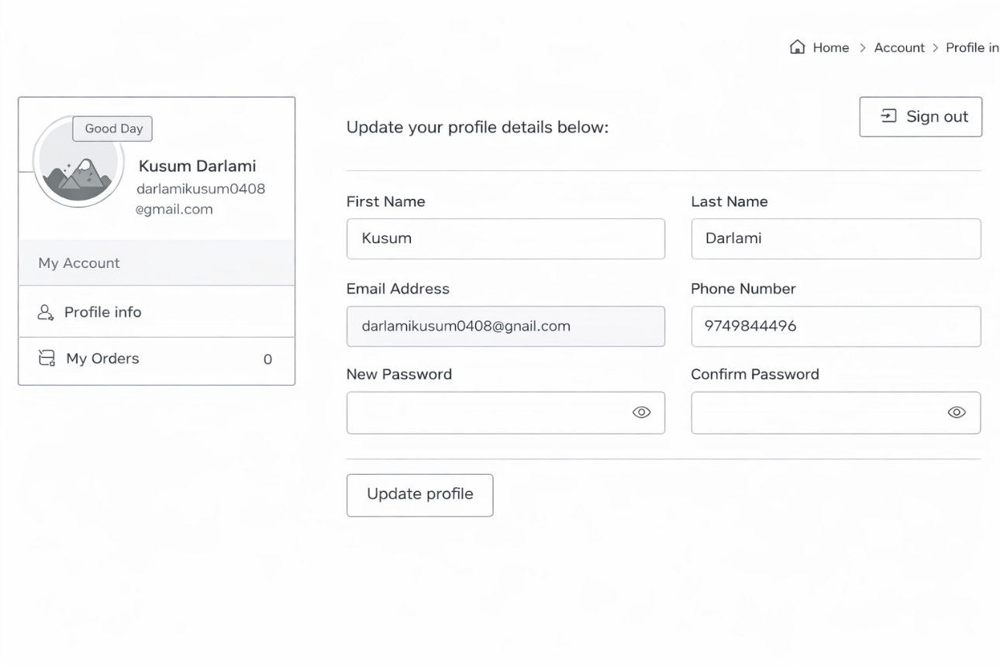 Home > Account > Profile in
Good Day
Kusum Darlami
darlamikusum0408
@gmail.com
My Account
Profile info
My Orders 0
Update your profile details below:
Sign out
First Name
Kusum
Last Name
Darlami
Email Address
darlamikusum0408@gnail.com
Phone Number
9749844496
New Password
Confirm Password
Update profile